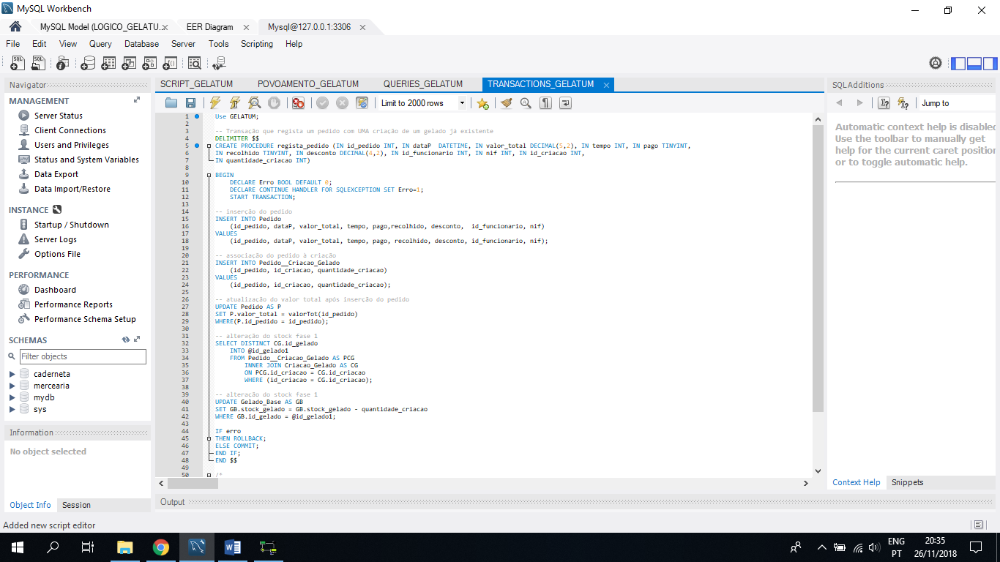 MySQL Workbench
MySQL Model (LOGICO_GELATU... EER Diagram Mysql@127.0.0.1:3306
File Edit View Query Database Server Tools Scripting Help
Navigator
MANAGEMENT
Server Status
Client Connections
Users and Privileges
Status and System Variables
Data Export
Data Import/Restore
INSTANCE
Startup / Shutdown
Server Logs
Options File
PERFORMANCE
Dashboard
Performance Reports
Performance Schema Setup
SCHEMAS
Filter objects
caderneta
mercearia
mydb
sys
Information
No object selected
Object Info Session
SCRIPT_GELATUM POVOAMENTO_GELATUM QUERIES_GELATUM TRANSACTIONS_GELATUM
Limit to 2000 rows
1 Use GELATUM;
2
3 -- Transação que regista um pedido com UMA criação de um gelado já existente
4 DELIMITER $$
5 CREATE PROCEDURE regista_pedido (IN id_pedido INT, IN dataP DATETIME, IN valor_total DECIMAL(5,2), IN tempo INT, IN pago TINYINT,
6 IN recolhido TINYINT, IN desconto DECIMAL(4,2), IN id_funcionario INT, IN nif INT, IN id_criacao INT,
7 IN quantidade_criacao INT)
8
9 BEGIN
10 DECLARE Erro BOOL DEFAULT 0;
11 DECLARE CONTINUE HANDLER FOR SQLEXCEPTION SET Erro=1;
12 START TRANSACTION;
13
14 -- inserção do pedido
15 INSERT INTO Pedido
16 (id_pedido, dataP, valor_total, tempo, pago,recolhido, desconto, id_funcionario, nif)
17 VALUES
18 (id_pedido, dataP, valor_total, tempo, pago, recolhido, desconto, id_funcionario, nif);
19
20 -- associação do pedido à criação
21 INSERT INTO Pedido__Criacao_Gelado
22 (id_pedido, id_criacao, quantidade_criacao)
23 VALUES
24 (id_pedido, id_criacao, quantidade_criacao);
25
26 -- atualização do valor total após inserção do pedido
27 UPDATE Pedido AS P
28 SET P.valor_total = valorTot(id_pedido)
29 WHERE(P.id_pedido = id_pedido);
30
31 -- alteração do stock fase 1
32 SELECT DISTINCT CG.id_gelado
33 INTO @id_gelado1
34 FROM Pedido__Criacao_Gelado AS PCG
35 INNER JOIN Criacao_Gelado AS CG
36 ON PCG.id_criacao = CG.id_criacao
37 WHERE (id_criacao = CG.id_criacao);
38
39 -- alteração do stock fase 1
40 UPDATE Gelado_Base AS GB
41 SET GB.stock_gelado = GB.stock_gelado - quantidade_criacao
42 WHERE GB.id_gelado = @id_gelado1;
43
44 IF erro
45 THEN ROLLBACK;
46 ELSE COMMIT;
47 END IF;
48 END $$
49
50 /*
Output
SQLAdditions
Jump to
Automatic context help is disabled
Use the toolbar to manually get
help for the current caret position
or to toggle automatic help.
Context Help Snippets
Added new script editor
ENG
PT
20:35
26/11/2018